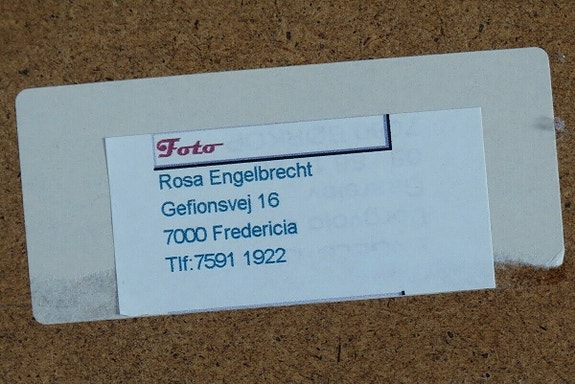 Foto
Rosa Engelbrecht
Gefionsvej 16
7000 Fredericia
Tlf:7591 1922